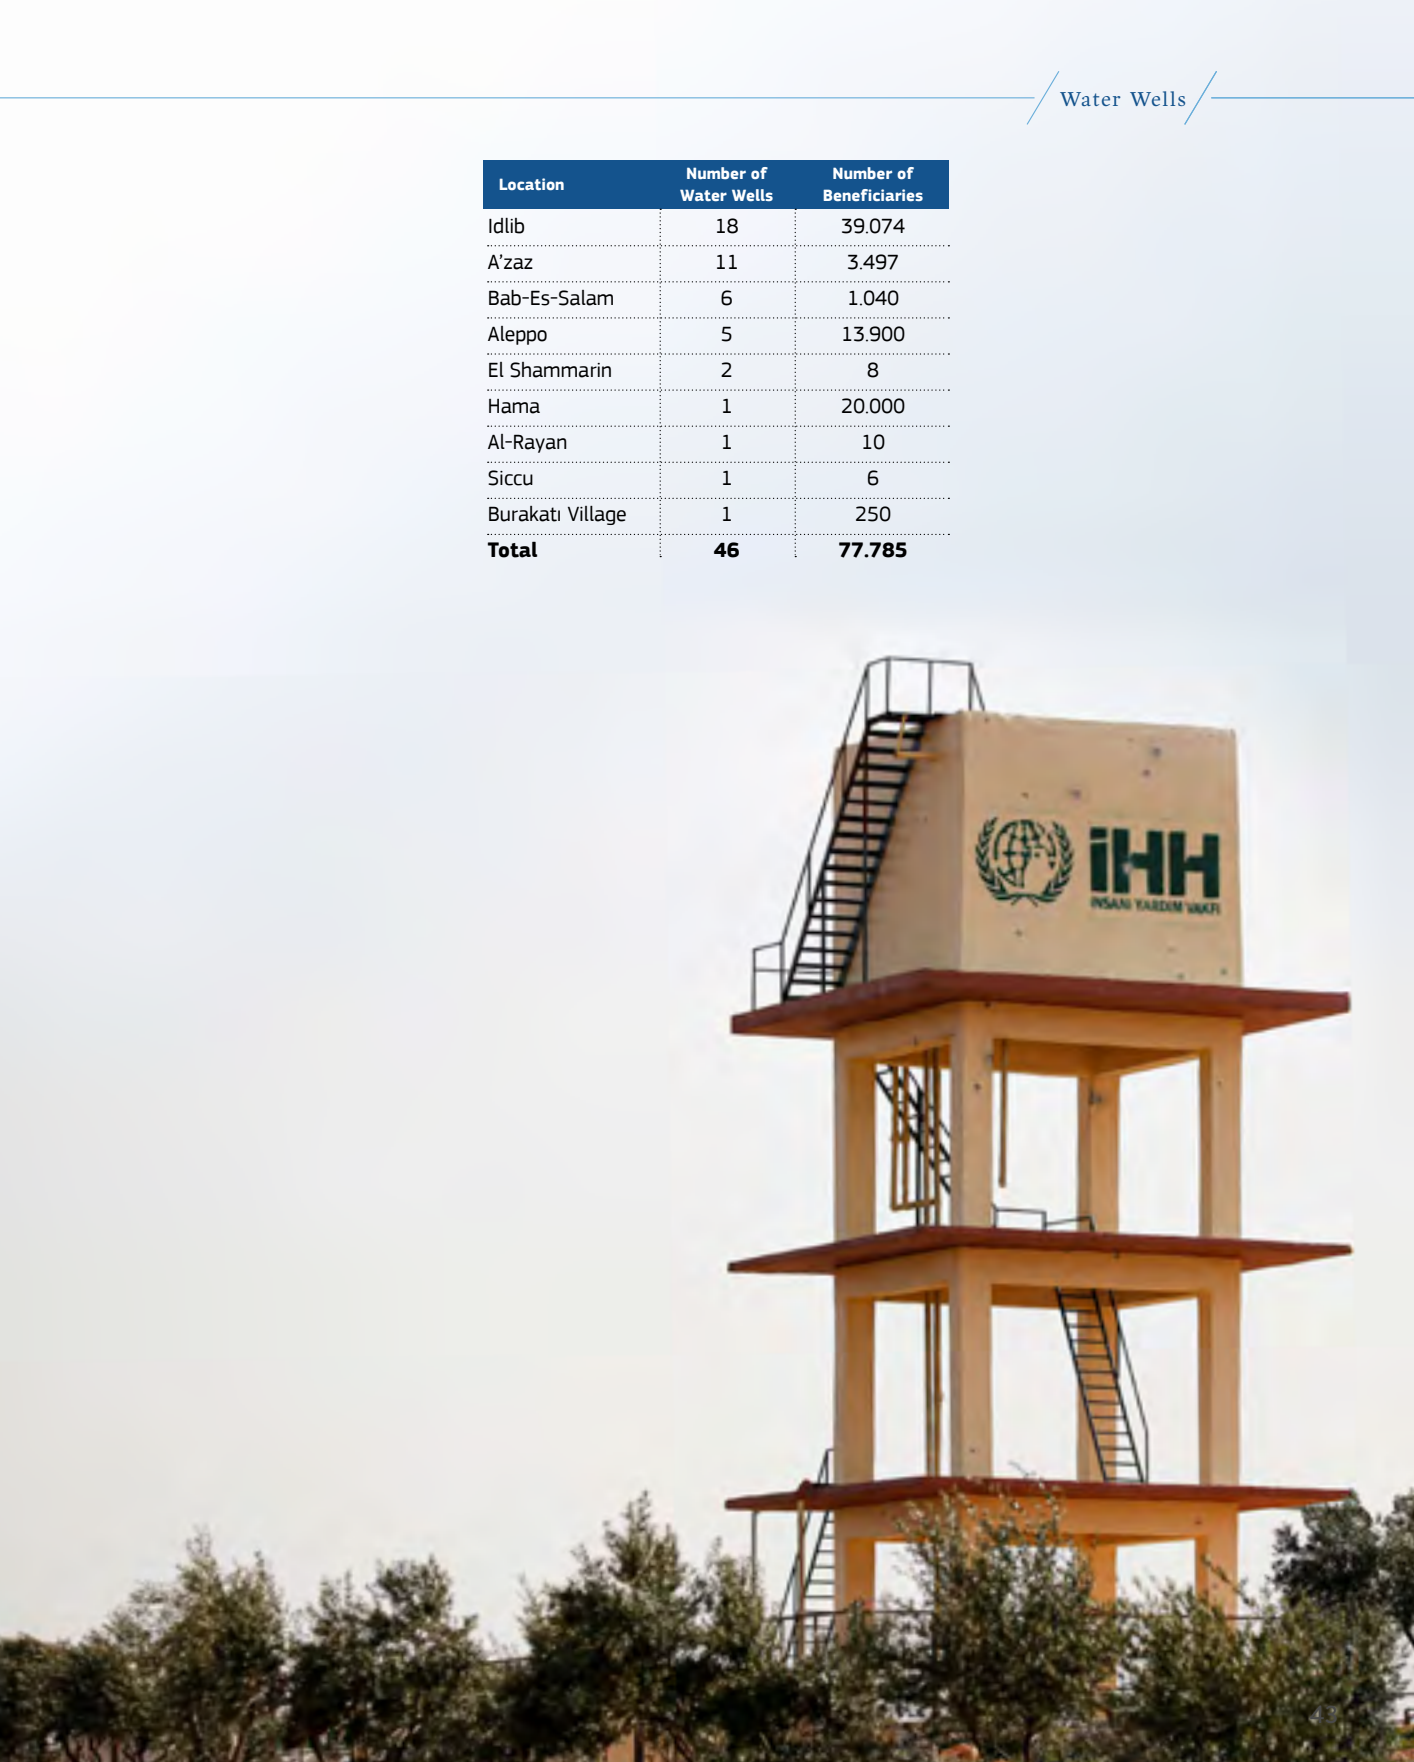 Water Wells
Location
Number of
Water Wells
Number of
Beneficiaries
Idlib 18 39.074
A’zaz 11 3.497
Bab-Es-Salam 6 1.040
Aleppo 5 13.900
El Shammarin 2 8
Hama 1 20.000
Al-Rayan 1 10
Siccu 1 6
Burakatı Village 1 250
Total 46 77.785
iHH
INSANI YARDIM VAKFI